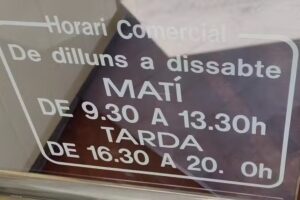 Horari Comercial
De dilluns a dissabte
MATÍ
DE 9.30 A 13.30h
TARDA
DE 16.30 A 20. 0h